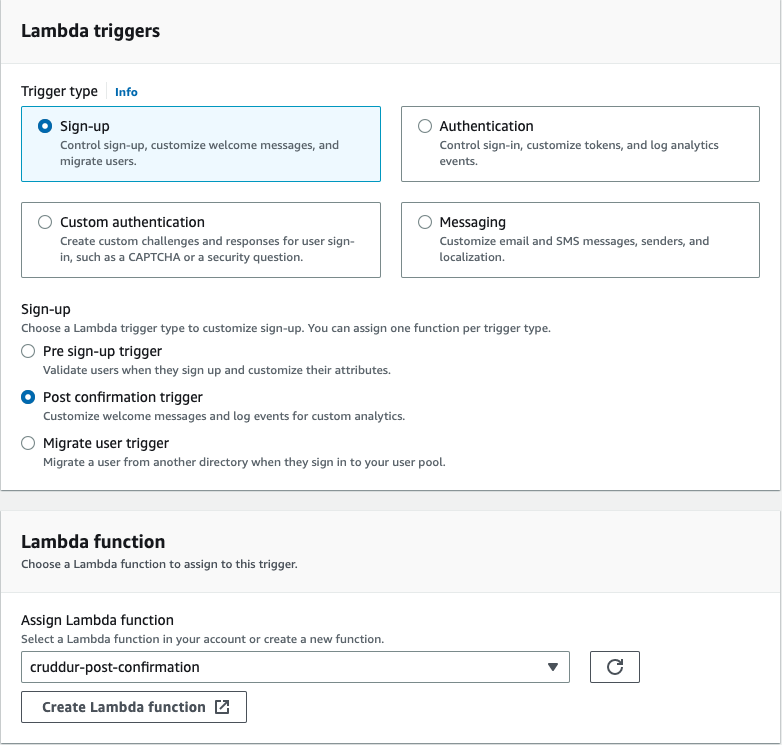 Lambda triggers
Trigger type Info
Sign-up
Control sign-up, customize welcome messages, and
migrate users.
Authentication
Control sign-in, customize tokens, and log analytics
events.
Custom authentication
Create custom challenges and responses for user sign-
in, such as a CAPTCHA or a security question.
Messaging
Customize email and SMS messages, senders, and
localization.
Sign-up
Choose a Lambda trigger type to customize sign-up. You can assign one function per trigger type.
Pre sign-up trigger
Validate users when they sign up and customize their attributes.
Post confirmation trigger
Customize welcome messages and log events for custom analytics.
Migrate user trigger
Migrate a user from another directory when they sign in to your user pool.
Lambda function
Choose a Lambda function to assign to this trigger.
Assign Lambda function
Select a Lambda function in your account or create a new function.
cruddur-post-confirmation
Create Lambda function